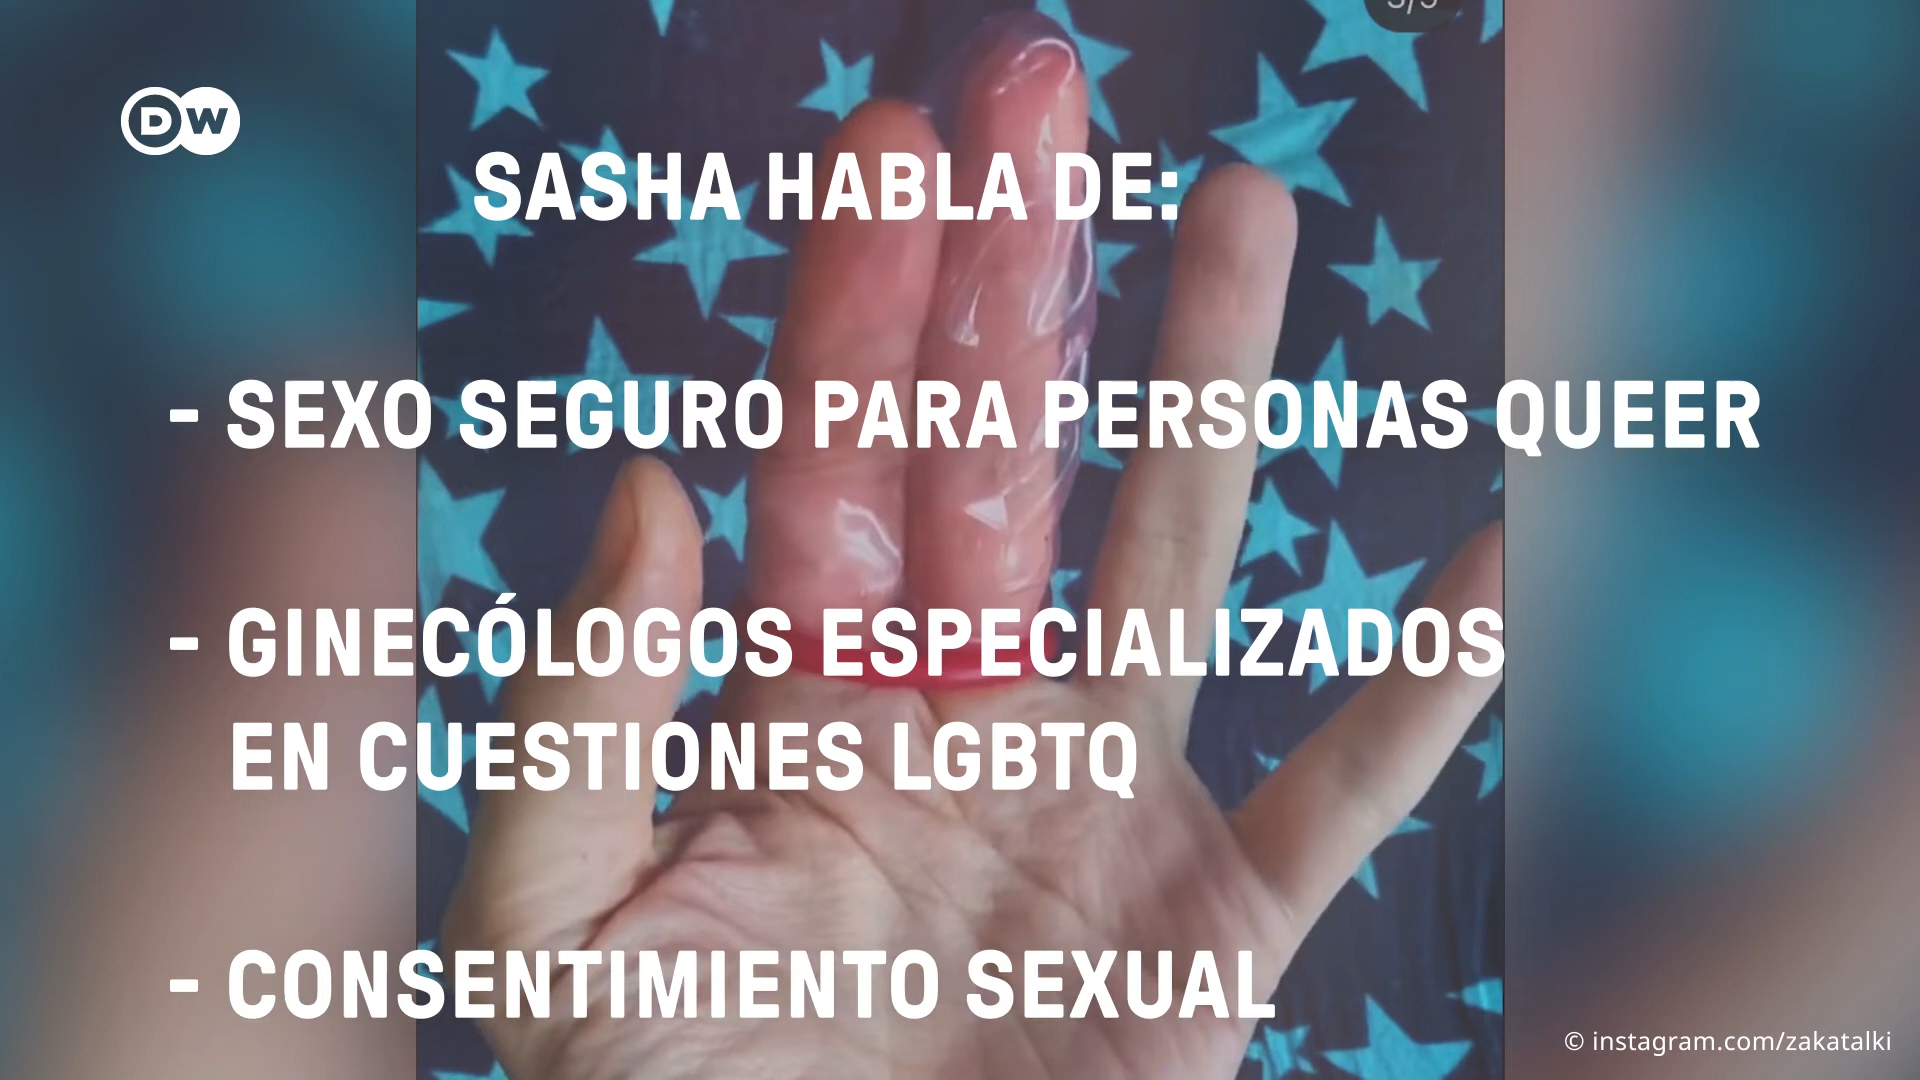 DW
SASHA HABLA DE:
- SEXO SEGURO PARA PERSONAS QUEER
- GINECÓLOGOS ESPECIALIZADOS
EN CUESTIONES LGBTQ
- CONSENTIMIENTO SEXUAL
© instagram.com/zakatalki